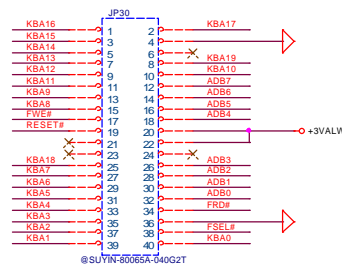 JP30
KBA16 1 2 KBA17
KBA15 3 4
KBA14 5 6
KBA13 7 8 KBA19
KBA12 9 10 KBA10
KBA11 11 12 ADB7
KBA9 13 14 ADB6
KBA8 15 16 ADB5
FWE# 17 18 ADB4
RESET# 19 20 +3VALW
21 22
23 24
KBA18 25 26 ADB3
KBA7 27 28 ADB2
KBA6 29 30 ADB1
KBA5 31 32 ADB0
KBA4 33 34 FRD#
KBA3 35 36
KBA2 37 38 FSEL#
KBA1 39 40 KBA0
@SUYIN-80065A-040G2T